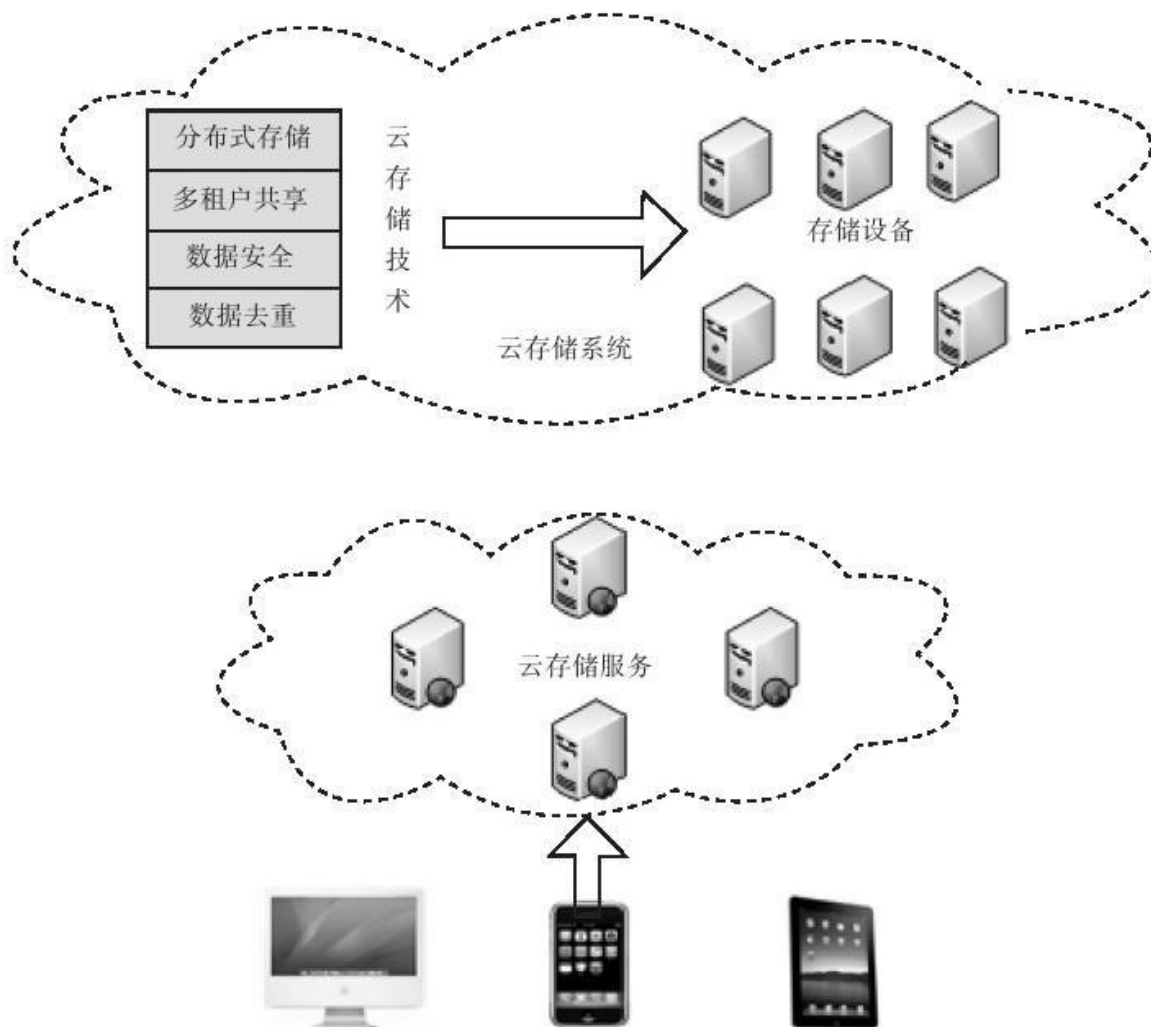 分布式存储
多租户共享
数据安全
数据去重
云存储技术
存储设备
云存储系统
云存储服务